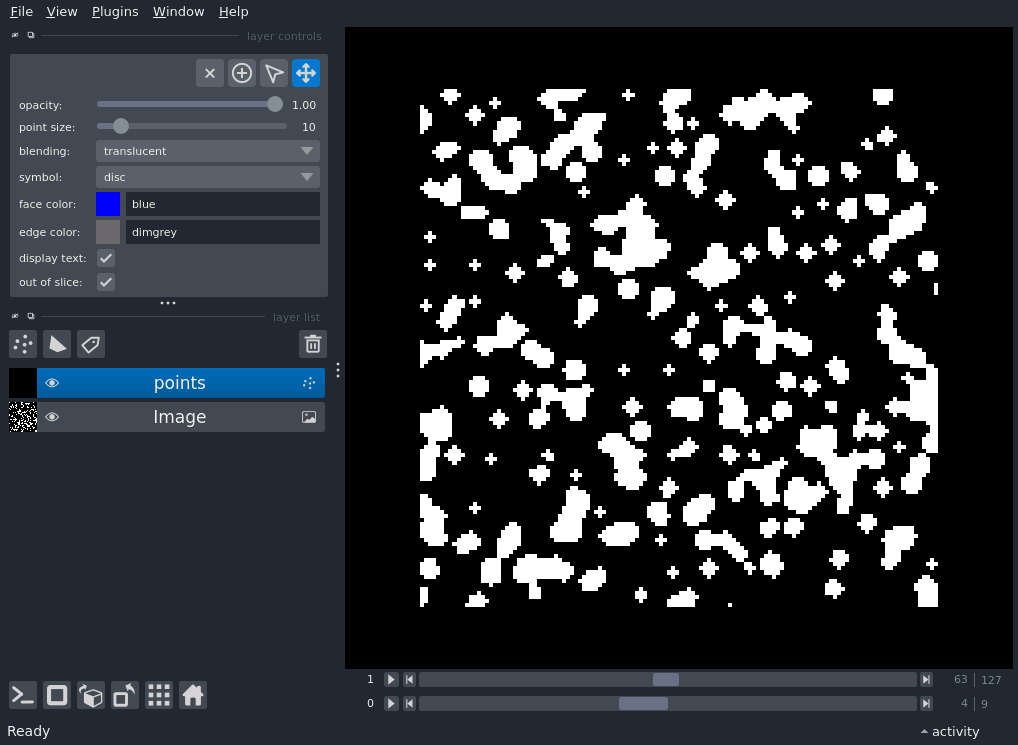 File View Plugins Window Help
layer controls
opacity: 1.00
point size: 10
blending: translucent
symbol: disc
face color: blue
edge color: dimgrey
display text:
out of slice:
layer list
points
Image
1 63 127
0 4 9
Ready activity